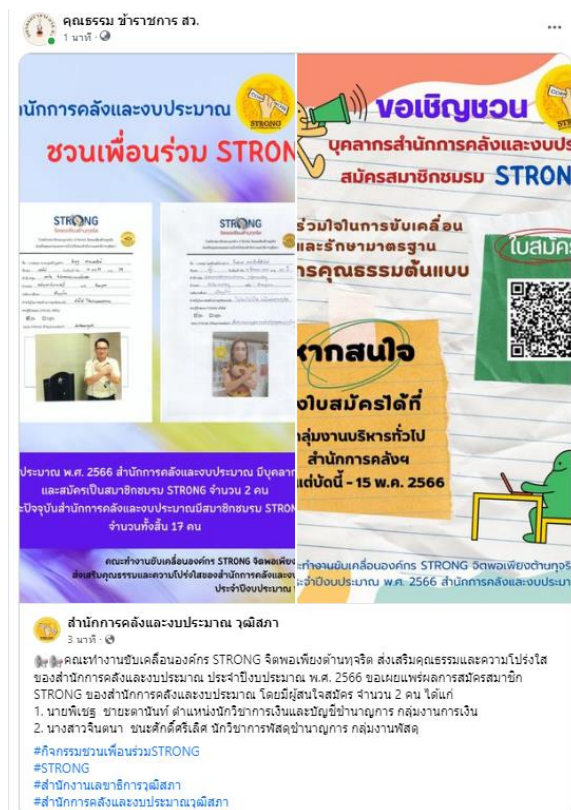 คุณธรรม ข้าราชการ สว.
1 นาที
นักการคลังและงบประมาณ
STRONG
ชวนเพื่อนร่วม STRON
STRONG
STRONG
ประมาณ พ.ศ. 2566 สำนักการคลังและงบประมาณ มีบุคลาก
และสมัครเป็นสมาชิกชมรม STRONG จำนวน 2 คน
ะปัจจุบันสำนักการคลังและงบประมาณมีสมาชิกชมรม STRON
จำนวนทั้งสิ้น 17 คน
คณะทำงานขับเคลื่อนองค์กร STRONG จิตพอเพียง
ส่งเสริมคุณธรรมและความโปร่งใสของสำนักการคลังและง
ประจำปีงบประมาณ
ขอเชิญชวน
STRONG
บุคลากรสำนักการคลังและงบปร
สมัครสมาชิกชมรม STRON
ร่วมใจในการขับเคลื่อน
และรักษามาตรฐาน
ารคุณธรรมต้นแบบ
ใบสมัคร
หากสนใจ
งใบสมัครได้ที่
ลุ่มงานบริหารทั่วไป
สำนักการคลังฯ
แต่บัดนี้ - 15 พ.ค. 2566
ะทำงานขับเคลื่อนองค์กร STRONG จิตพอเพียงต้านทุจริ
ะจำปีงบประมาณ พ.ศ. 2566 สำนักการคลังและงบประมา
สำนักการคลังและงบประมาณ วุฒิสภา
3 นาที
คณะทำงานขับเคลื่อนองค์กร STRONG จิตพอเพียงต้านทุจริต ส่งเสริมคุณธรรมและความโปร่งใส
ของสำนักการคลังและงบประมาณ ประจำปีงบประมาณ พ.ศ. 2566 ขอเผยแพร่ผลการสมัครสมาชิก
STRONG ของสำนักการคลังและงบประมาณ โดยมีผู้สนใจสมัคร จำนวน 2 คน ได้แก่
1. นายพิเชฐ ชายะตานันท์ ตำแหน่งนักวิชาการเงินและบัญชีชำนาญการ กลุ่มงานการเงิน
2. นางสาวจินตนา ชนะศักดิ์ศรีเลิศ นักวิชาการพัสดุชำนาญการ กลุ่มงานพัสดุ
#กิจกรรมชวนเพื่อนร่วมSTRONG
#STRONG
#สำนักงานเลขาธิการวุฒิสภา
#สำนักการคลังและงบประมาณวุฒิสภา